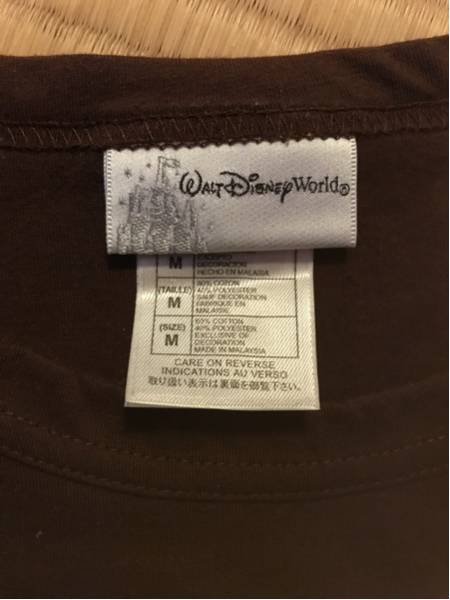 WALT DISNEY World®
EXCEPTO
M DECORACION
HECHO EN MALASIA
60% COTON
(TAILLE) 40% POLYESTER
M SAUF DECORATION
FABRIQUE EN
MALAISIE
60% COTTON
(SIZE) 40% POLYESTER
M EXCLUSIVE OF
DECORATION
MADE IN MALAYSIA
CARE ON REVERSE
INDICATIONS AU VERSO
取り扱い表示は裏面を御覧下さい。